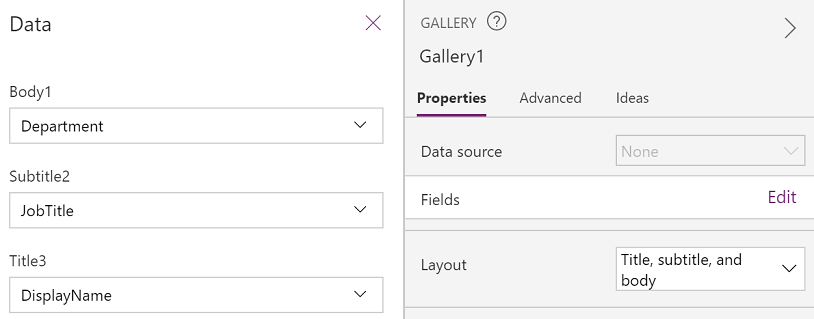 Data
Body1
Department
Subtitle2
JobTitle
Title3
DisplayName
GALLERY ?
Gallery1
Properties Advanced Ideas
Data source None
Fields Edit
Layout Title, subtitle, and
body